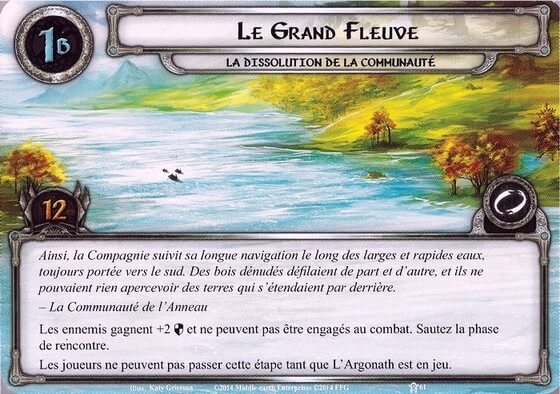 1B
LE GRAND FLEUVE
LA DISSOLUTION DE LA COMMUNAUTÉ
12
Ainsi, la Compagnie suivit sa longue navigation le long des larges et rapides eaux,
toujours portée vers le sud. Des bois dénudés défilaient de part et d'autre, et ils ne
pouvaient rien apercevoir des terres qui s'étendaient par derrière.
– La Communauté de l'Anneau
Les ennemis gagnent +2 et ne peuvent pas être engagés au combat. Sautez la phase
de rencontre.
Les joueurs ne peuvent pas passer cette étape tant que L'Argonath est en jeu.
Illus. Katy Grierson ©2014 Middle-earth Enterprises ©2014 FFG 61